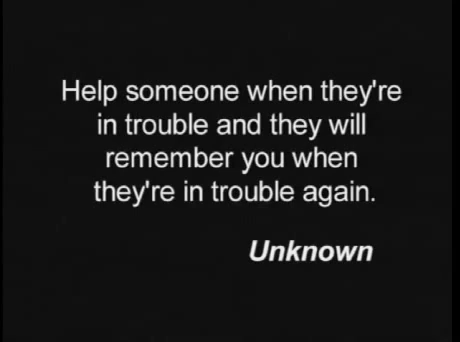 Help someone when they're
in trouble and they will
remember you when
they're in trouble again.
Unknown